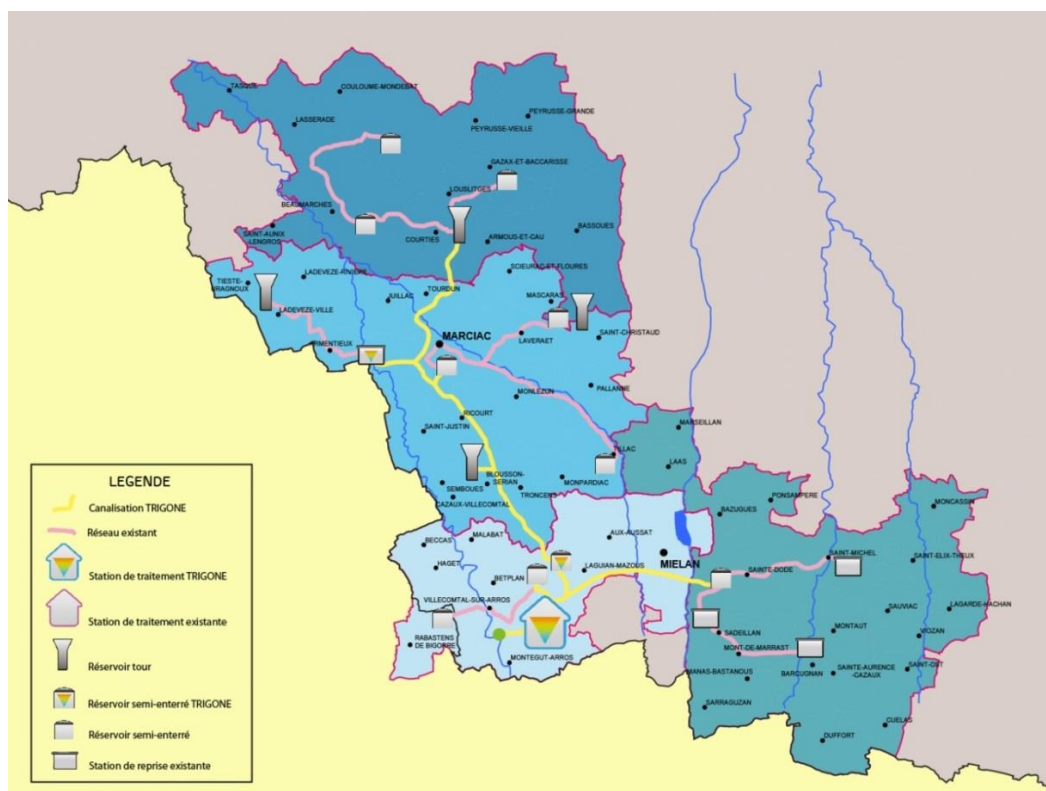 TASQUE
COULOUME-MONDEBAT
LASSERADE
PEYRUSSE-GRANDE
PEYRUSSE-VIEILLE
GAZAX-ET-BACCARISSE
LOUSLITGES
BEAUMARCHES
SAINT-AUNIX
-LENGROS
COURTIES
ARMOUS-ET-CAU
BASSOUES
SCIEURAC-ET-FLOURES
LADEVEZE-RIVIERE
TIESTE-
URAGNOUX
JUILLAC
TOURDUN
MASCARAS
LADEVEZE-VILLE
MARCIAC
LAVERAET
SAINT-CHRISTAUD
ARMENTIEUX
PALLANNE
MONLEZUN
RICOURT
SAINT-JUSTIN
MARSEILLAN
TILLAC
LAAS
BLOUSSON-
SERIAN
SEMBOUES
MONPARDIAC
TRONCENS
CAZAUX-VILLECOMTAL
PONSAMPERE
MONCASSIN
BAZUGUES
MALABAT
BECCAS
AUX-AUSSAT
MIELAN
SAINT-MICHEL
SAINT-ELIX-THEUX
HAGET
LAGUIAN-MAZOUS
BETPLAN
SAINTE-DODE
VILLECOMTAL-SUR-ARROS
SAUVIAC
LAGARDE-HACHAN
RABASTENS
DE BIGORRE
SADEILLAN
MONTAUT
VIOZAN
MONT-DE-MARRAST
MONTEGUT-ARROS
MANAS-BASTANOUS
BARCUGNAN
SAINTE-AURENCE
-CAZAUX
SAINT-OST
SARRAGUZAN
CUELAS
DUFFORT
LEGENDE
Canalisation TRIGONE
Réseau existant
Station de traitement TRIGONE
Station de traitement existante
Réservoir tour
Réservoir semi-enterré TRIGONE
Réservoir semi-enterré
Station de reprise existante